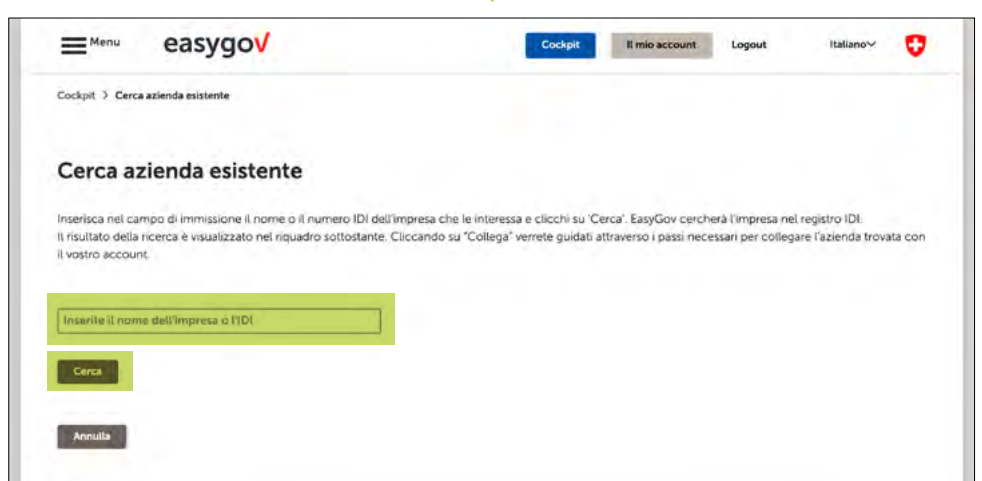 Menu easygov Cockpit Il mio account Logout Italiano
Cockpit > Cerca azienda esistente
Cerca azienda esistente
Inserisca nel campo di immissione il nome o il numero IDI dell'impresa che le interessa e clicchi su 'Cerca'. EasyGov cercherà l'impresa nel registro IDI.
Il risultato della ricerca è visualizzato nel riquadro sottostante. Cliccando su "Collega" verrete guidati attraverso i passi necessari per collegare l'azienda trovata con
il vostro account.
Inserite il nome dell'impresa o l'IDI
Cerca
Annulla